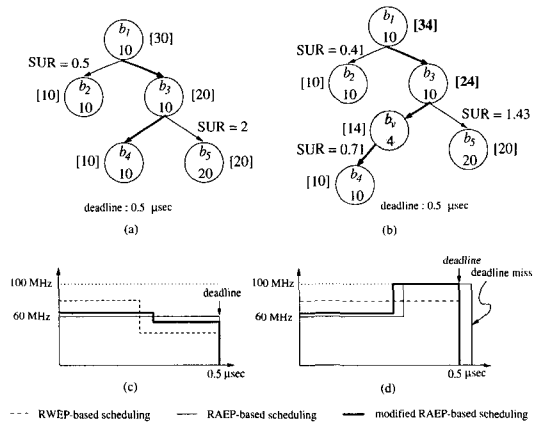 (a)
b1
10
[30]
SUR = 0.5
[10]
b2
10
b3
10
[20]
SUR = 2
[10]
b4
10
b5
20
[20]
deadline : 0.5 μsec
(a)
b1
10
[34]
SUR = 0.41
[10]
b2
10
b3
10
[24]
[14]
bv
4
SUR = 1.43
SUR = 0.71
b5
20
[20]
[10]
b4
10
deadline : 0.5 μsec
(b)
100 MHz
60 MHz
deadline
0.5 μsec
(c)
100 MHz
60 MHz
deadline
deadline miss
0.5 μsec
(d)
RWEP-based scheduling
RAEP-based scheduling
modified RAEP-based scheduling